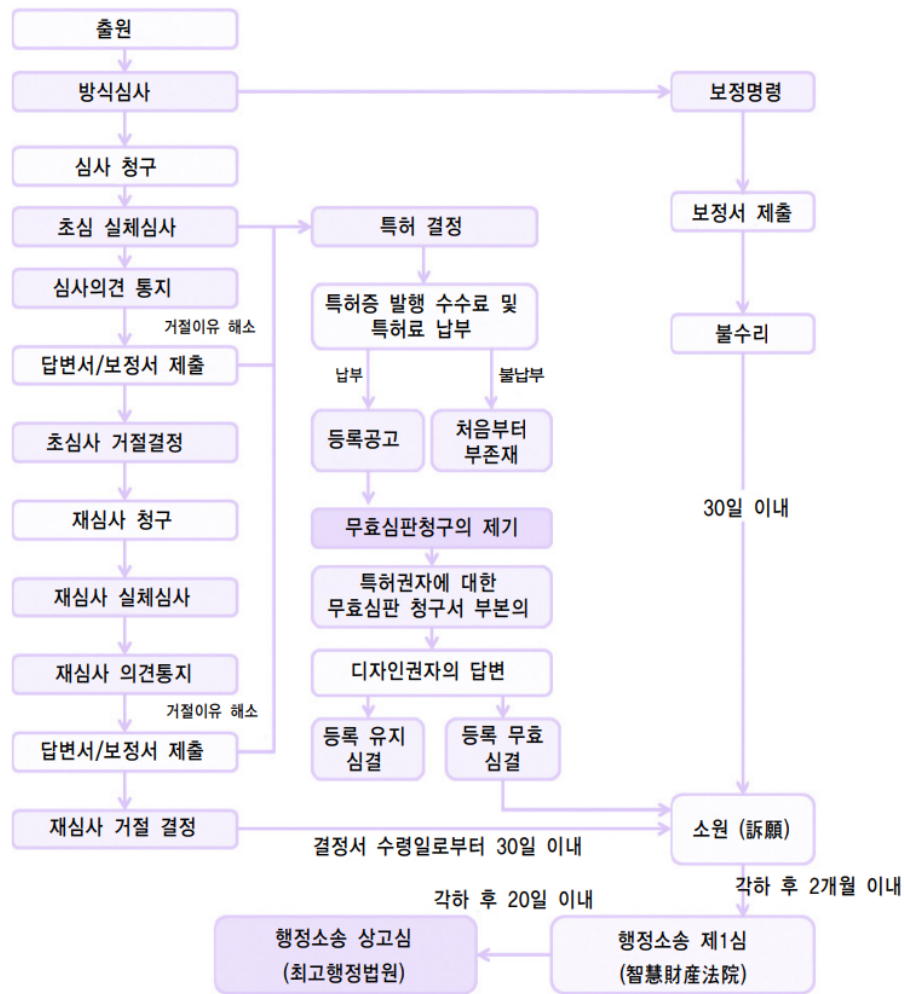 출원
방식심사
보정명령
심사 청구
초심 실체심사
특허 결정
보정서 제출
심사의견 통지
특허증 발행 수수료 및
특허료 납부
거절이유 해소
불수리
답변서/보정서 제출
납부
불납부
초심사 거절결정
등록공고
처음부터
부존재
재심사 청구
30일 이내
무효심판청구의 제기
재심사 실체심사
특허권자에 대한
무효심판 청구서 부본의
재심사 의견통지
디자인권자의 답변
거절이유 해소
답변서/보정서 제출
등록 유지
심결
등록 무효
심결
재심사 거절 결정
결정서 수령일로부터 30일 이내
소원 (訴願)
각하 후 2개월 이내
각하 후 20일 이내
행정소송 상고심
(최고행정법원)
행정소송 제1심
(智慧財産法院)